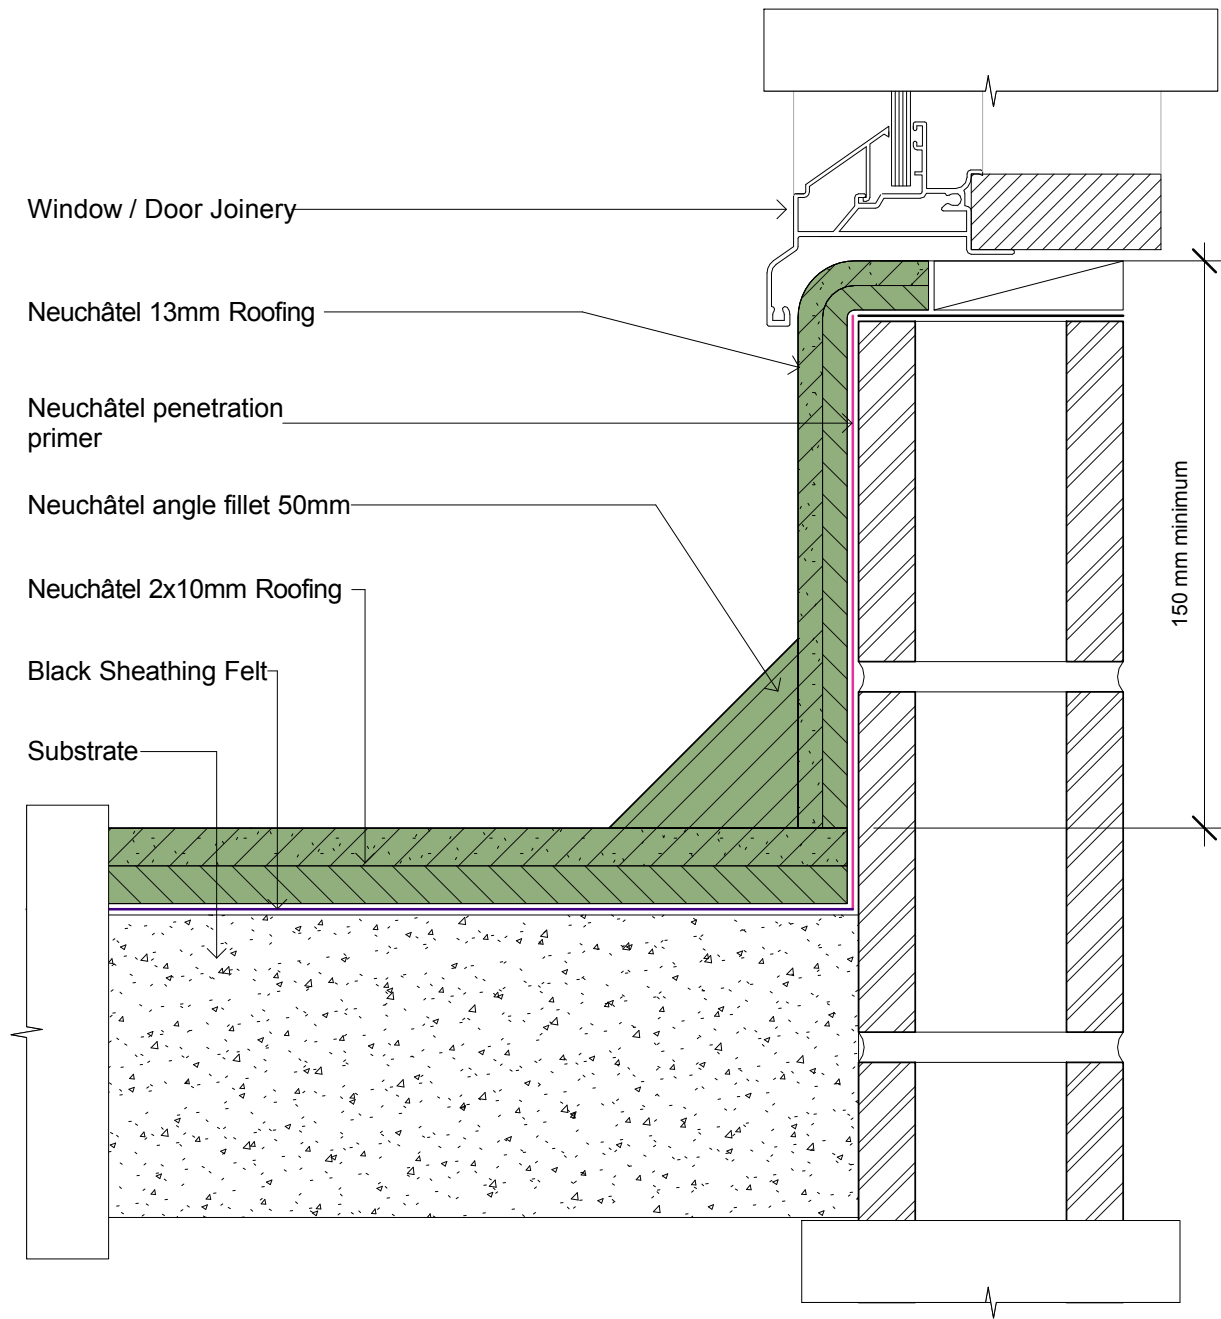 Window / Door Joinery
Neuchâtel 13mm Roofing
Neuchâtel penetration
primer
Neuchâtel angle fillet 50mm
Neuchâtel 2x10mm Roofing
Black Sheathing Felt
Substrate
150 mm minimum